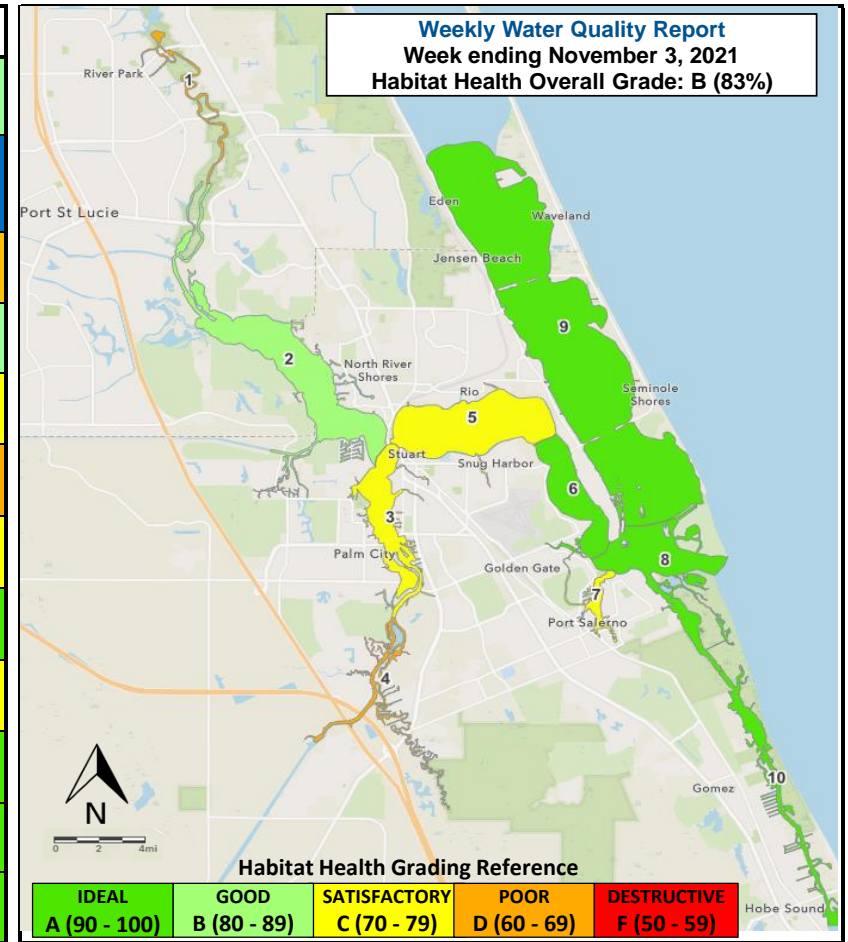 Weekly Water Quality Report
Week ending November 3, 2021
Habitat Health Overall Grade: B (83%)
River Park
1
Port St Lucie
Eden
Waveland
Jensen Beach
9
2
North River
Shores
Seminole
Shores
Rio
5
Stuart
Snug Harbor
6
3
Palm City
Golden Gate
8
7
Port Salerno
4
10
Gomez
N
0 2 4mi
Hobe Sound
Habitat Health Grading Reference
IDEAL GOOD SATISFACTORY POOR DESTRUCTIVE
A (90 - 100) B (80 - 89) C (70 - 79) D (60 - 69) F (50 - 59)